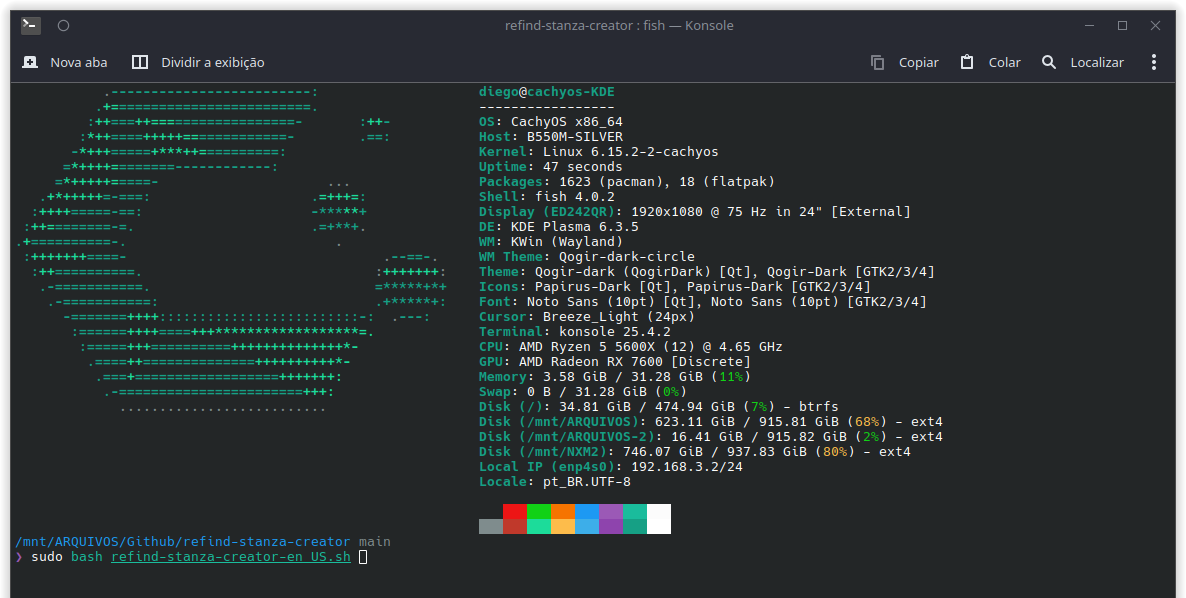 refind-stanza-creator : fish — Konsole
Nova aba
Dividir a exibição
Copiar
Colar
Localizar
diego@cachyos-KDE
-----------------
OS: CachyOS x86_64
Host: B550M-SILVER
Kernel: Linux 6.15.2-2-cachyos
Uptime: 47 seconds
Packages: 1623 (pacman), 18 (flatpak)
Shell: fish 4.0.2
Display (ED242QR): 1920x1080 @ 75 Hz in 24" [External]
DE: KDE Plasma 6.3.5
WM: KWin (Wayland)
WM Theme: Qogir-dark-circle
Theme: Qogir-dark (QogirDark) [Qt], Qogir-Dark [GTK2/3/4]
Icons: Papirus-Dark [Qt], Papirus-Dark [GTK2/3/4]
Font: Noto Sans (10pt) [Qt], Noto Sans (10pt) [GTK2/3/4]
Cursor: Breeze_Light (24px)
Terminal: konsole 25.4.2
CPU: AMD Ryzen 5 5600X (12) @ 4.65 GHz
GPU: AMD Radeon RX 7600 [Discrete]
Memory: 3.58 GiB / 31.28 GiB (11%)
Swap: 0 B / 31.28 GiB (0%)
Disk (/): 34.81 GiB / 474.94 GiB (7%) - btrfs
Disk (/mnt/ARQUIVOS): 623.11 GiB / 915.81 GiB (68%) - ext4
Disk (/mnt/ARQUIVOS-2): 16.41 GiB / 915.82 GiB (2%) - ext4
Disk (/mnt/NXM2): 746.07 GiB / 937.83 GiB (80%) - ext4
Local IP (enp4s0): 192.168.3.2/24
Locale: pt_BR.UTF-8
/mnt/ARQUIVOS/Github/refind-stanza-creator main
❯ sudo bash refind-stanza-creator-en_US.sh